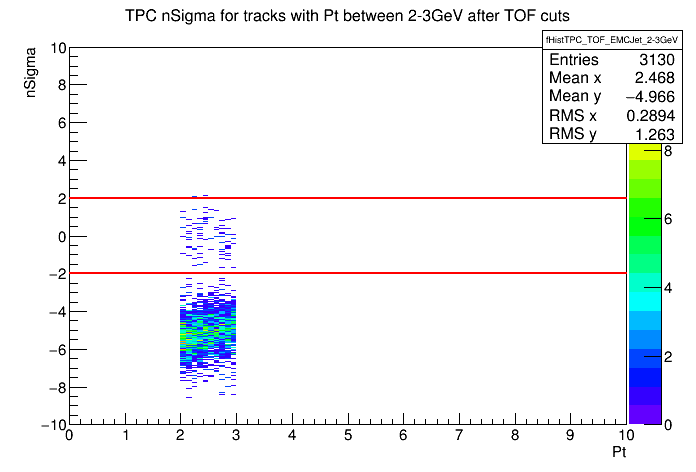 TPC nSigma for tracks with Pt between 2-3GeV after TOF cuts
fHistTPC_TOF_EMCJet_2-3GeV
Entries 3130
Mean x 2.468
Mean y −4.966
RMS x 0.2894
RMS y 1.263
nSigma
10
8
6
4
2
0
−2
−4
−6
−8
−10
0 1 2 3 4 5 6 7 8 9 10
Pt
8
6
4
2
0